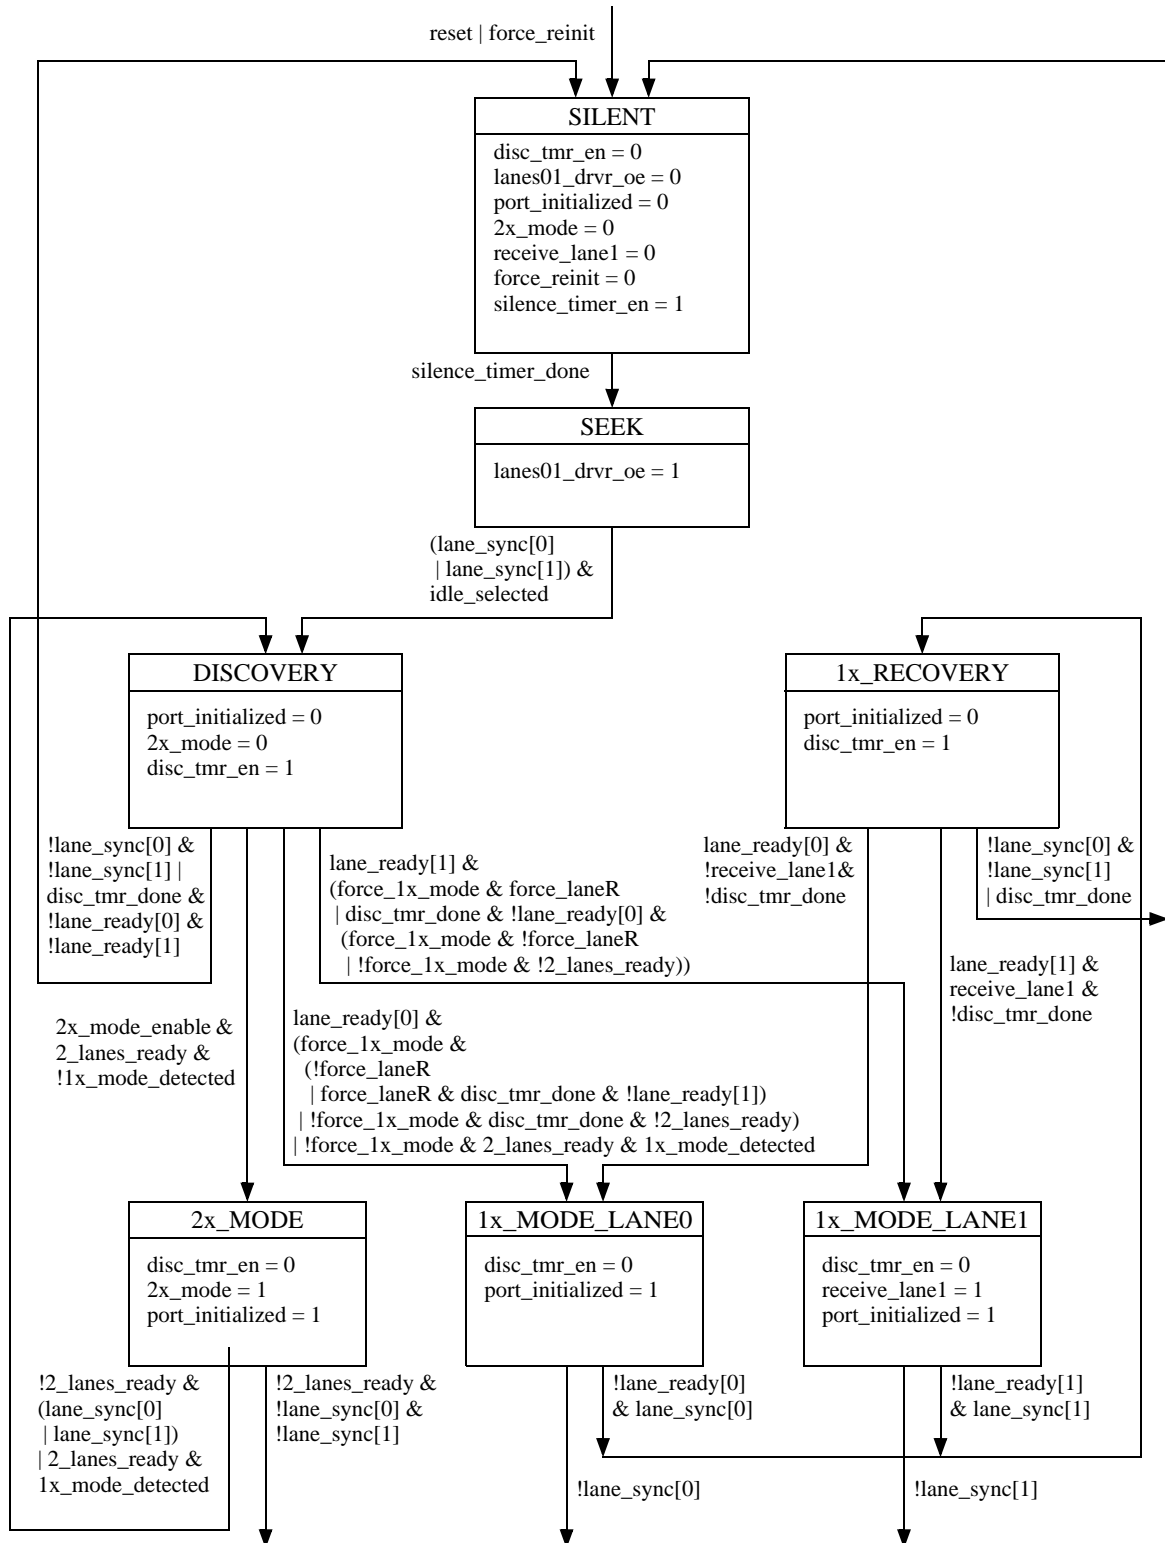 reset | force_reinit
SILENT
disc_tmr_en = 0
lanes01_drvr_oe = 0
port_initialized = 0
2x_mode = 0
receive_lane1 = 0
force_reinit = 0
silence_timer_en = 1
silence_timer_done
SEEK
lanes01_drvr_oe = 1
(lane_sync[0]
| lane_sync[1]) &
idle_selected
DISCOVERY
port_initialized = 0
2x_mode = 0
disc_tmr_en = 1
1x_RECOVERY
port_initialized = 0
disc_tmr_en = 1
!lane_sync[0] &
!lane_sync[1] |
disc_tmr_done &
!lane_ready[0] &
!lane_ready[1]
lane_ready[1] &
(force_1x_mode & force_laneR
| disc_tmr_done & !lane_ready[0] &
(force_1x_mode & !force_laneR
| !force_1x_mode & !2_lanes_ready))
lane_ready[0] &
!receive_lane1&
!disc_tmr_done
!lane_sync[0] &
!lane_sync[1]
| disc_tmr_done
lane_ready[1] &
receive_lane1 &
!disc_tmr_done
2x_mode_enable &
2_lanes_ready &
!1x_mode_detected
lane_ready[0] &
(force_1x_mode &
(!force_laneR
| force_laneR & disc_tmr_done & !lane_ready[1])
| !force_1x_mode & disc_tmr_done & !2_lanes_ready)
| !force_1x_mode & 2_lanes_ready & 1x_mode_detected
2x_MODE
disc_tmr_en = 0
2x_mode = 1
port_initialized = 1
1x_MODE_LANE0
disc_tmr_en = 0
port_initialized = 1
1x_MODE_LANE1
disc_tmr_en = 0
receive_lane1 = 1
port_initialized = 1
!2_lanes_ready &
(lane_sync[0]
| lane_sync[1])
| 2_lanes_ready &
1x_mode_detected
!2_lanes_ready &
!lane_sync[0] &
!lane_sync[1]
!lane_ready[0]
& lane_sync[0]
!lane_ready[1]
& lane_sync[1]
!lane_sync[0]
!lane_sync[1]